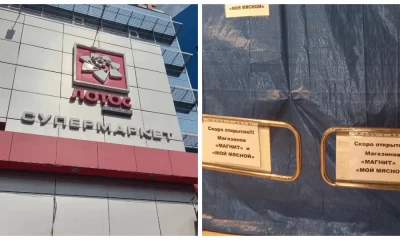 ЛОТОС
СУПЕРМАРКЕТ
«МОЙ МЯСНОЙ»
Скоро открытие!!!
Магазинов
«МАГНИТ» и
«МОЙ МЯСНОЙ»
Скоро открытие
Магазинов
«МАГНИТ»
«МОЙ МЯСНОЙ